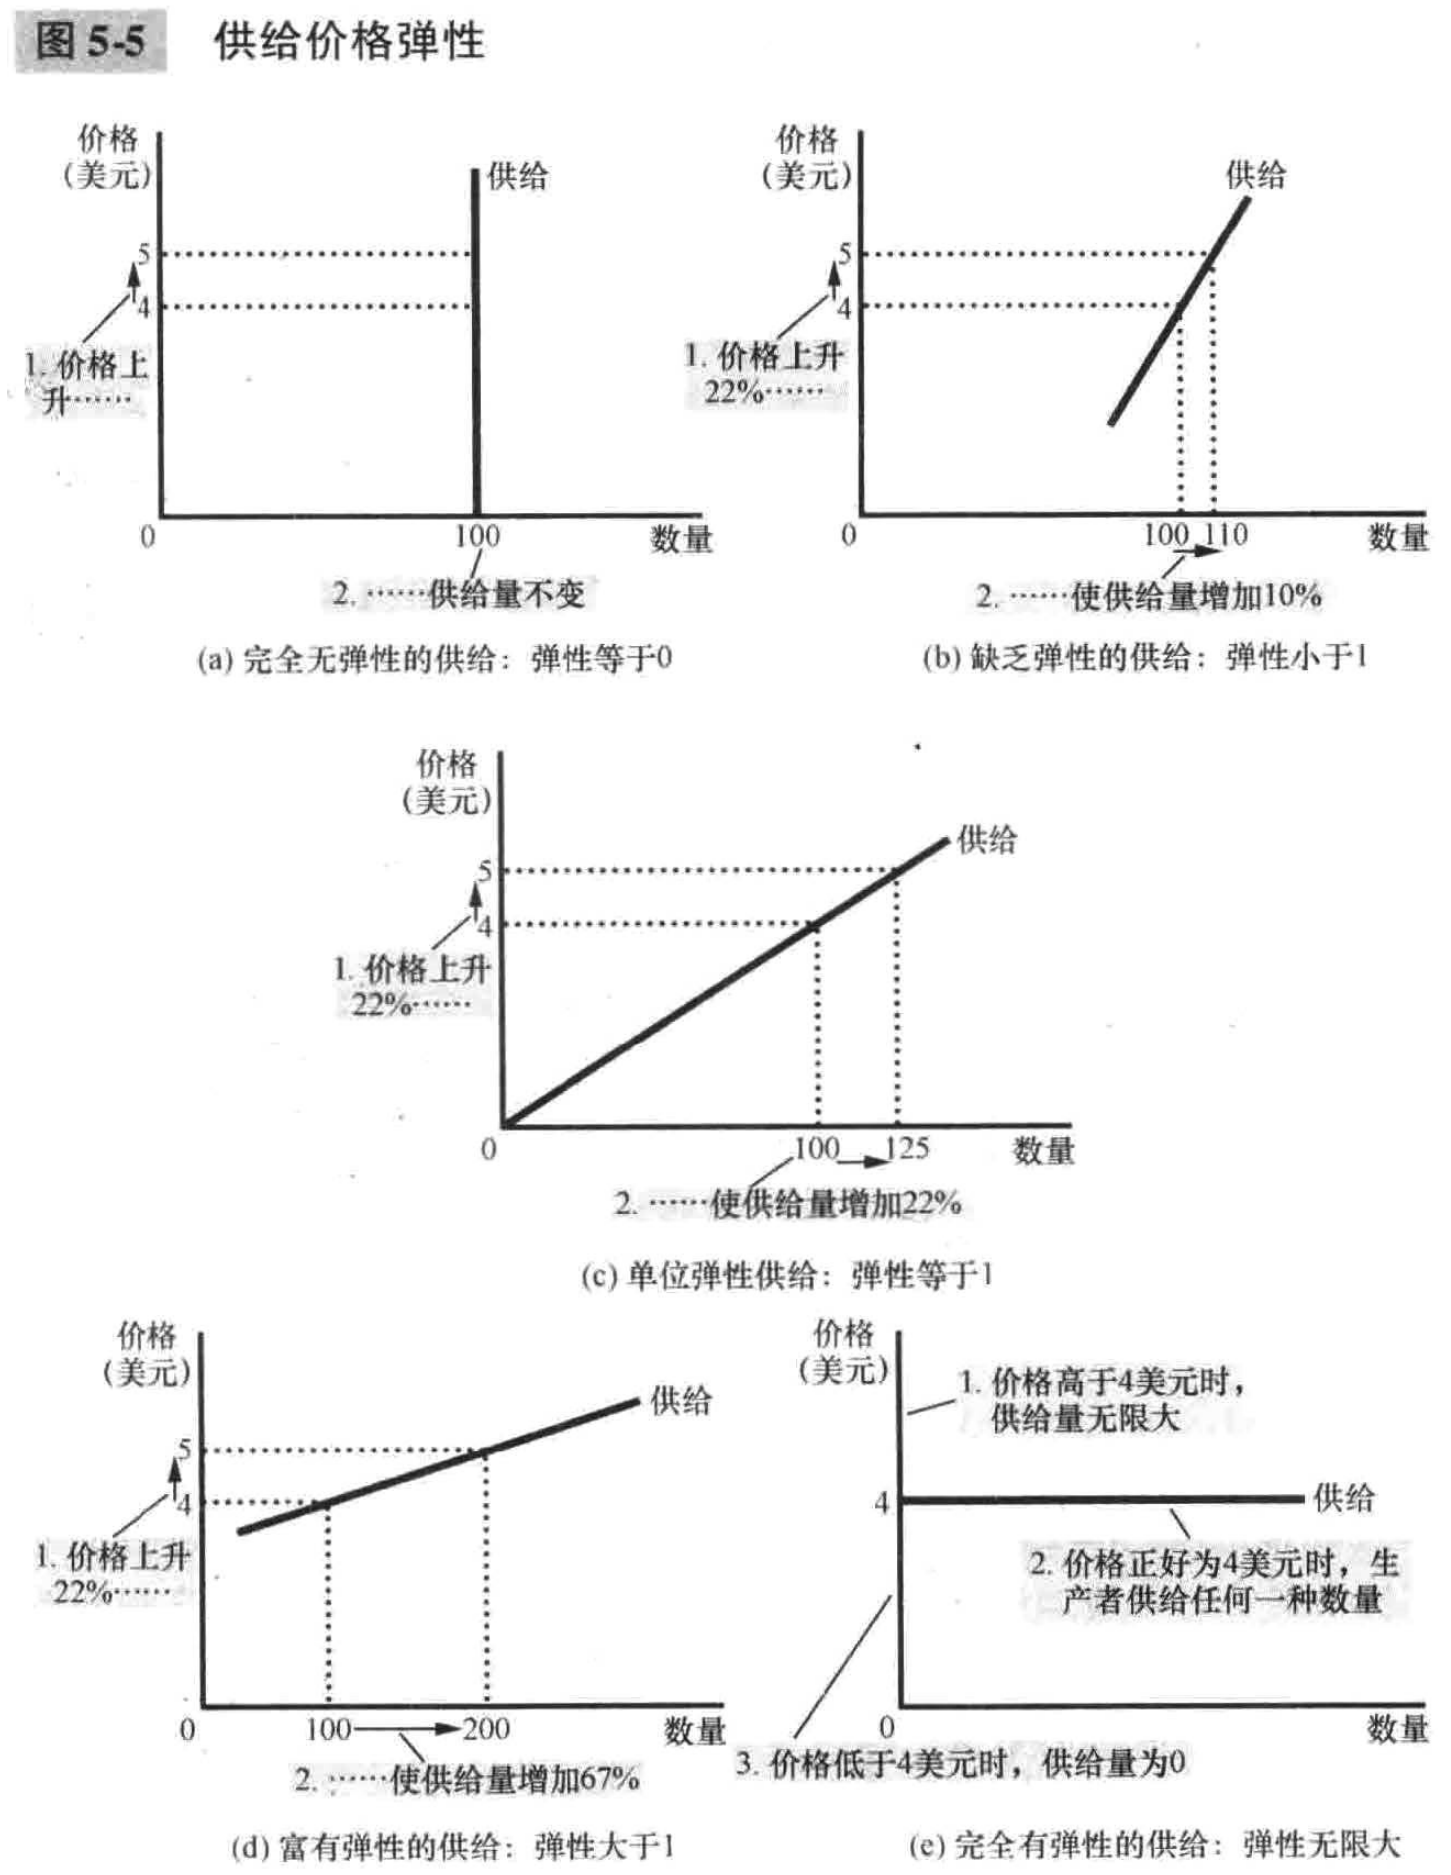 图 5-5 供给价格弹性
价格
(美元)
供给
5
4
1. 价格上
升……
0
100
数量
2. ……供给量不变
(a) 完全无弹性的供给：弹性等于0
价格
(美元)
供给
5
4
1. 价格上升
22%……
0
100 110
数量
2. ……使供给量增加10%
(b) 缺乏弹性的供给：弹性小于1
价格
(美元)
供给
5
4
1. 价格上升
22%……
0
100 125
数量
2. ……使供给量增加22%
(c) 单位弹性供给：弹性等于1
价格
(美元)
供给
5
4
1. 价格上升
22%……
0
100 200
数量
2. ……使供给量增加67%
(d) 富有弹性的供给：弹性大于1
价格
(美元)
1. 价格高于4美元时，
供给量无限大
4
供给
2. 价格正好为4美元时，生
产者供给任何一种数量
0
数量
3. 价格低于4美元时，供给量为0
(e) 完全有弹性的供给：弹性无限大